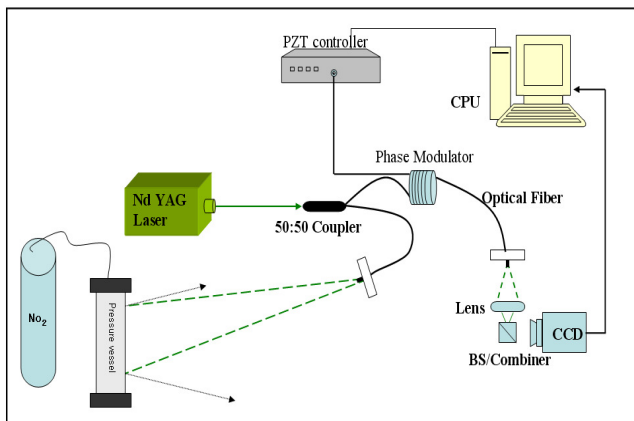 PZT controller
CPU
Phase Modulator
Nd YAG
Laser
50:50 Coupler
Optical Fiber
No2
Pressure vessel
Lens
CCD
BS/Combiner